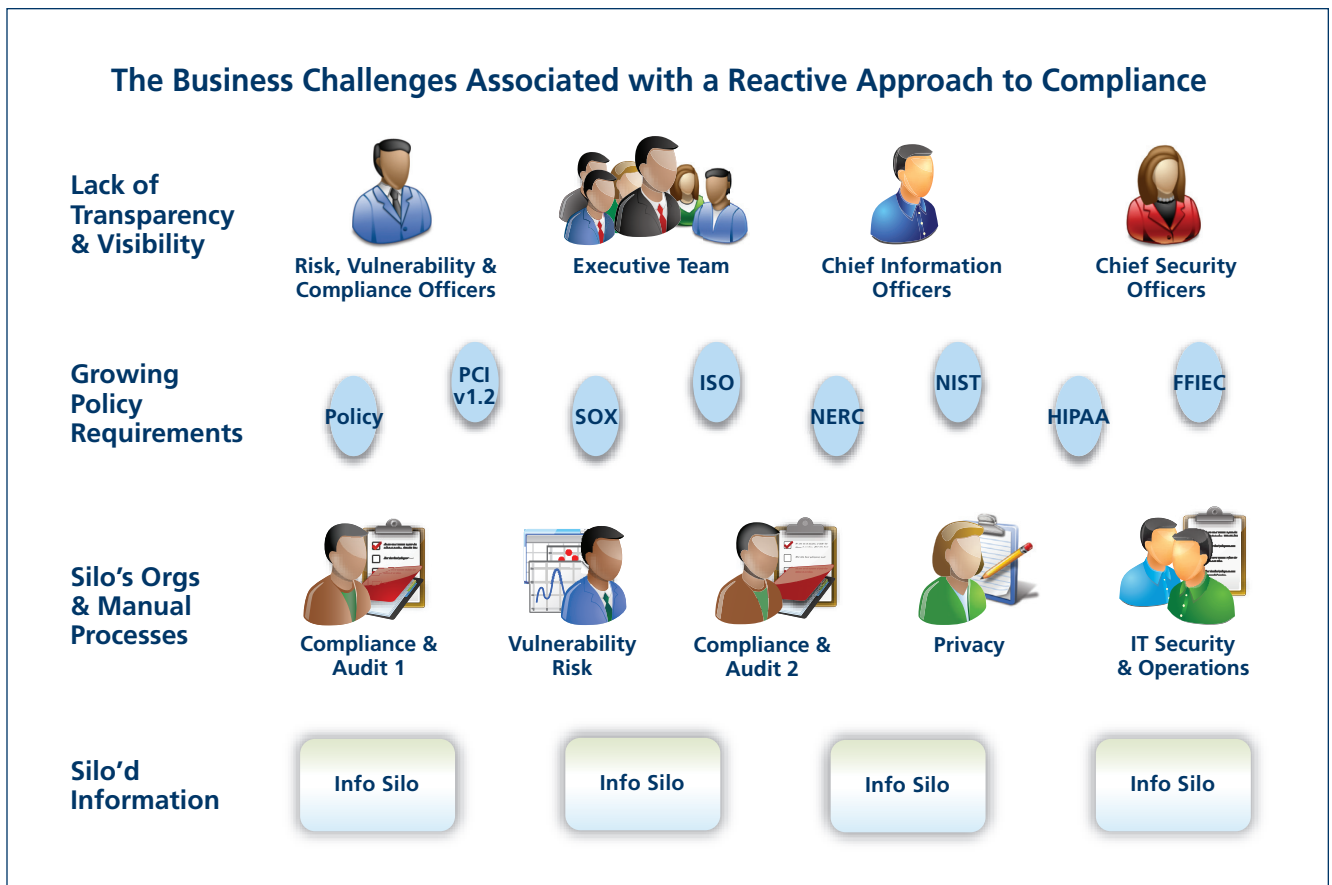 The Business Challenges Associated with a Reactive Approach to Compliance
Lack of
Transparency
& Visibility
Risk, Vulnerability &
Compliance Officers
Executive Team
Chief Information
Officers
Chief Security
Officers
Growing
Policy
Requirements
Policy
PCI
v1.2
SOX
ISO
NERC
NIST
HIPAA
FFIEC
Silo's Orgs
& Manual
Processes
Compliance &
Audit 1
Vulnerability
Risk
Compliance &
Audit 2
Privacy
IT Security
& Operations
Silo'd
Information
Info Silo
Info Silo
Info Silo
Info Silo